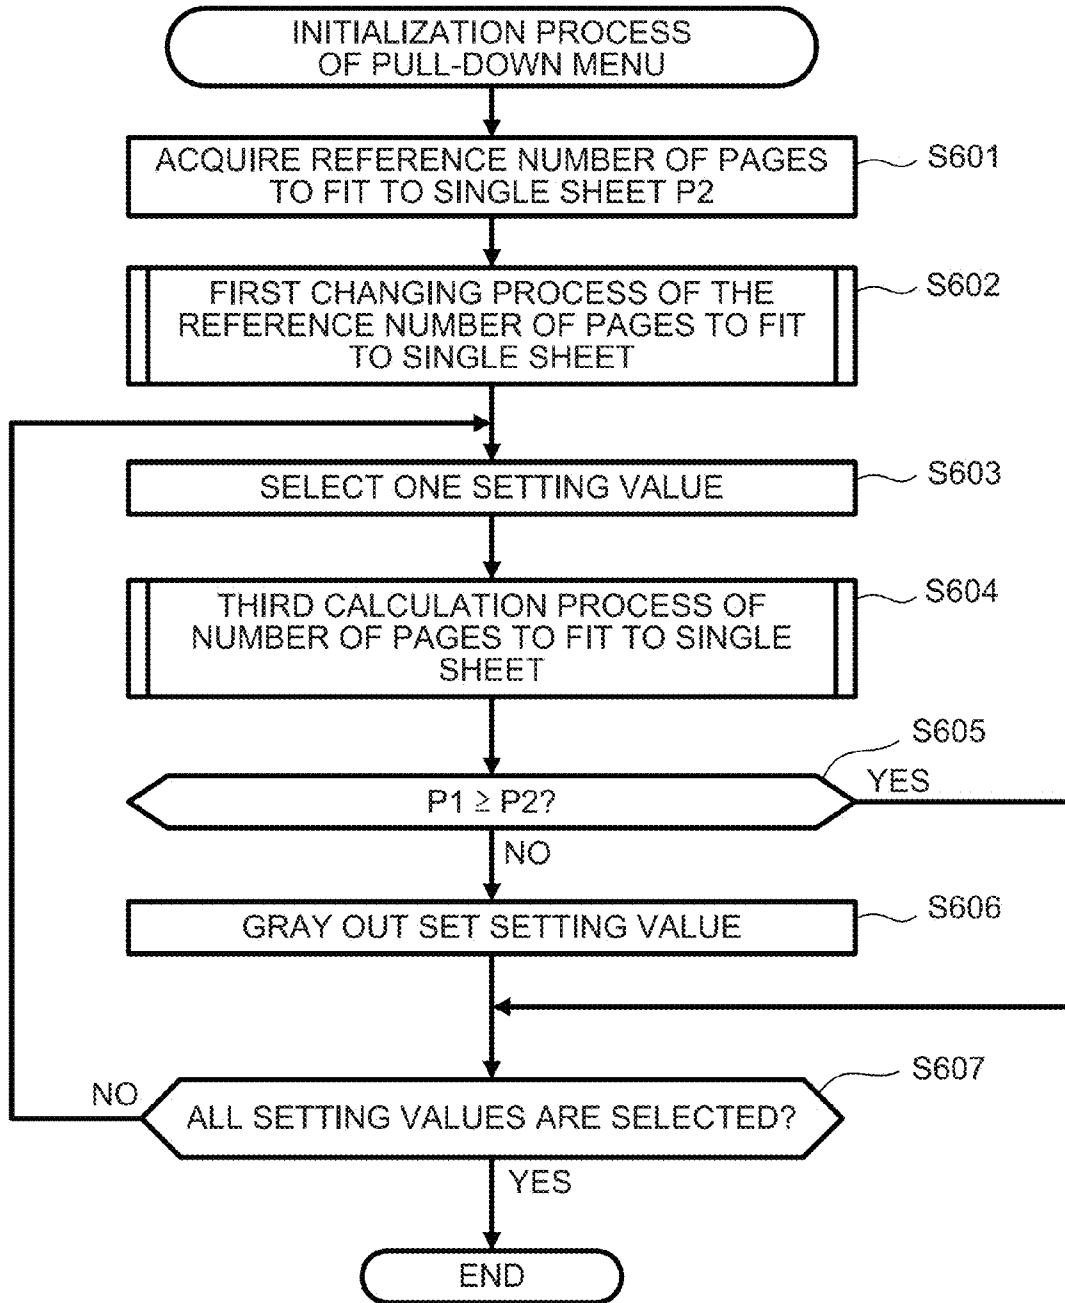 INITIALIZATION PROCESS
OF PULL-DOWN MENU
ACQUIRE REFERENCE NUMBER OF PAGES
TO FIT TO SINGLE SHEET P2
S601
FIRST CHANGING PROCESS OF THE
REFERENCE NUMBER OF PAGES TO FIT
TO SINGLE SHEET
S602
SELECT ONE SETTING VALUE
S603
THIRD CALCULATION PROCESS OF
NUMBER OF PAGES TO FIT TO SINGLE
SHEET
S604
S605
P1 ≥ P2?
YES
NO
GRAY OUT SET SETTING VALUE
S606
S607
NO
ALL SETTING VALUES ARE SELECTED?
YES
END